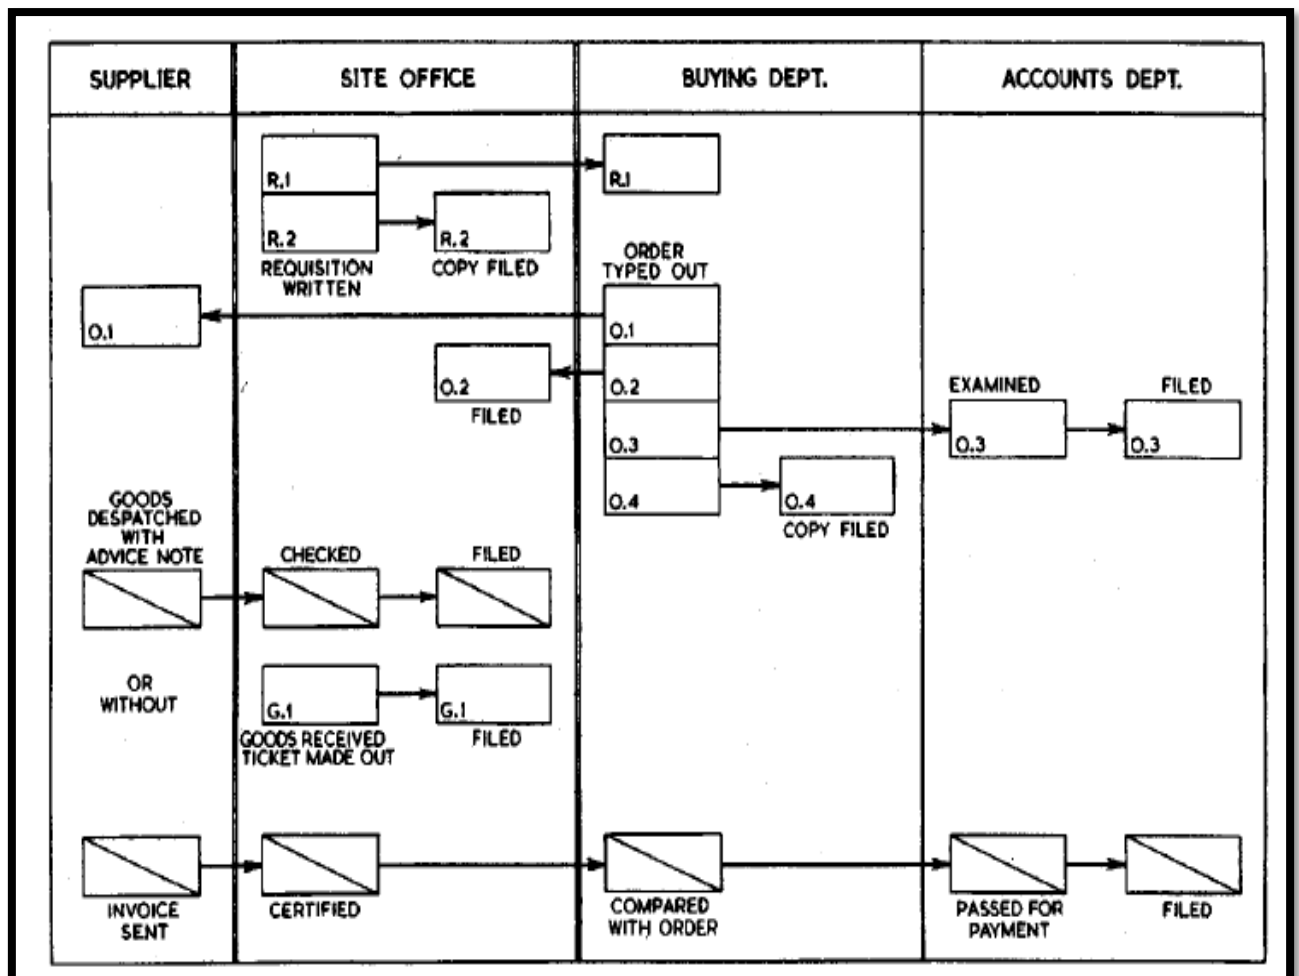 SUPPLIER
SITE OFFICE
BUYING DEPT.
ACCOUNTS DEPT.
R.1
R.1
R.2
R.2
REQUISITION
WRITTEN
COPY FILED
ORDER
TYPED OUT
O.1
O.1
O.2
FILED
O.2
EXAMINED
FILED
O.3
O.3
O.3
O.4
O.4
COPY FILED
GOODS
DESPATCHED
WITH
ADVICE NOTE
CHECKED
FILED
OR
WITHOUT
G.1
G.1
GOODS RECEIVED
TICKET MADE OUT
FILED
INVOICE
SENT
CERTIFIED
COMPARED
WITH ORDER
PASSED FOR
PAYMENT
FILED